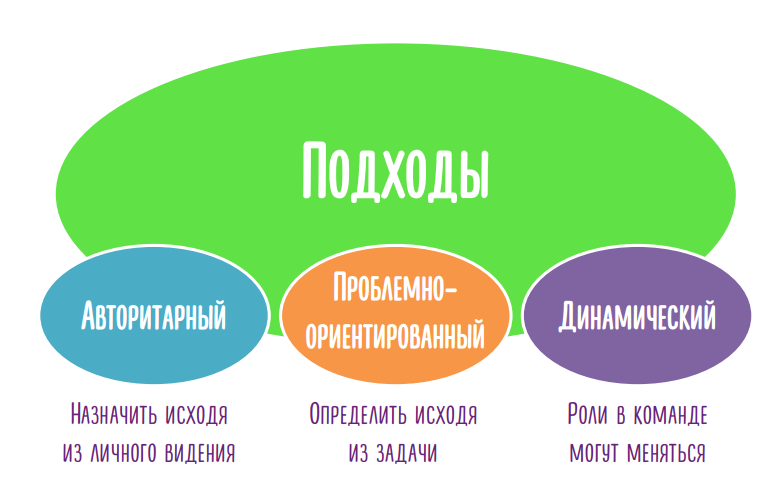 Подходы
Авторитарный
Проблемно-
ориентированный
Динамический
Назначить исходя
из личного видения
Определить исходя
из задачи
Роли в команде
могут меняться